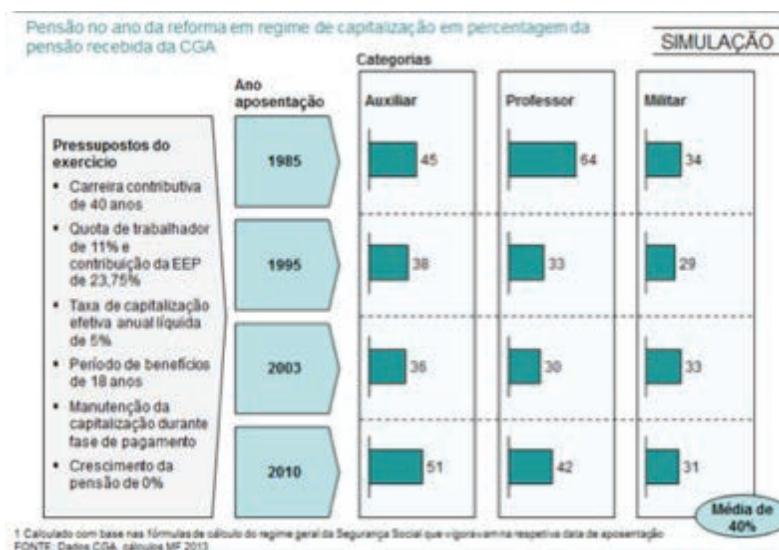 Pensão no ano da reforma em regime de capitalização em percentagem da
pensão recebida da CGA
SIMULAÇÃO
Categorias
Ano
aposentação
Auxiliar
Professor
Militar
Pressupostos do
exercício
▪ Carreira contributiva
de 40 anos
▪ Quota de trabalhador
de 11% e
contribuição da EEP
de 23,75%
▪ Taxa de capitalização
efetiva anual líquida
de 5%
▪ Período de benefícios
de 18 anos
▪ Manutenção da
capitalização durante
fase de pagamento
▪ Crescimento da
pensão de 0%
1985
45
64
34
1995
38
33
29
2003
36
30
33
2010
51
42
31
Média de
40%
1 Calculado com base nas fórmulas de cálculo do regime geral da Segurança Social que vigoravam na respetiva data de aposentação
FONTE: Dados CGA, cálculos MF 2013